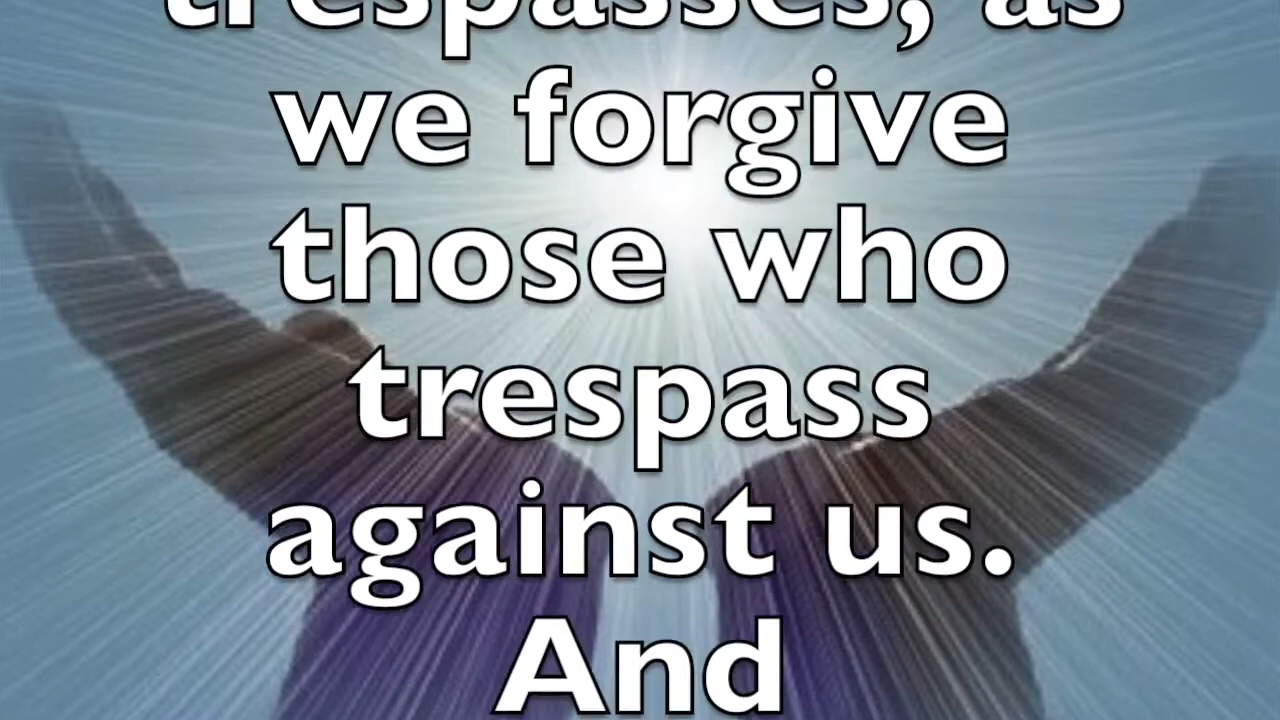 trespasses, as
we forgive
those who
trespass
against us.
And